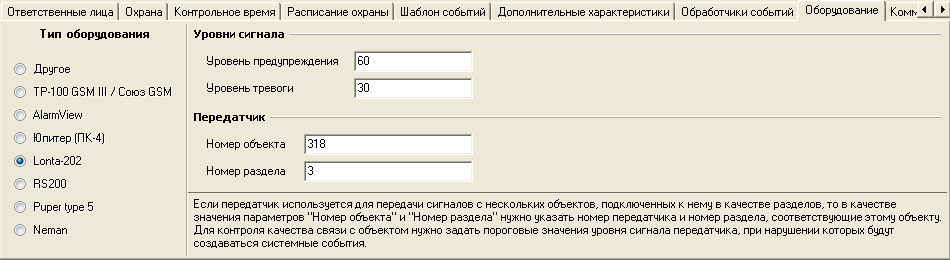 Ответственные лица Охрана Контрольное время Расписание охраны Шаблон событий Дополнительные характеристики Обработчики событий Оборудование Комм
Тип оборудования
Другое
TP-100 GSM III / Союз GSM
AlarmView
Юпитер (ПК-4)
Lonta-202
RS200
Puper type 5
Neman
Уровни сигнала
Уровень предупреждения 60
Уровень тревоги 30
Передатчик
Номер объекта 318
Номер раздела 3
Если передатчик используется для передачи сигналов с нескольких объектов, подключенных к нему в качестве разделов, то в качестве
значения параметров "Номер объекта" и "Номер раздела" нужно указать номер передатчика и номер раздела, соответствующие этому объекту.
Для контроля качества связи с объектом нужно задать пороговые значения уровня сигнала передатчика, при нарушении которых будут
создаваться системные события.